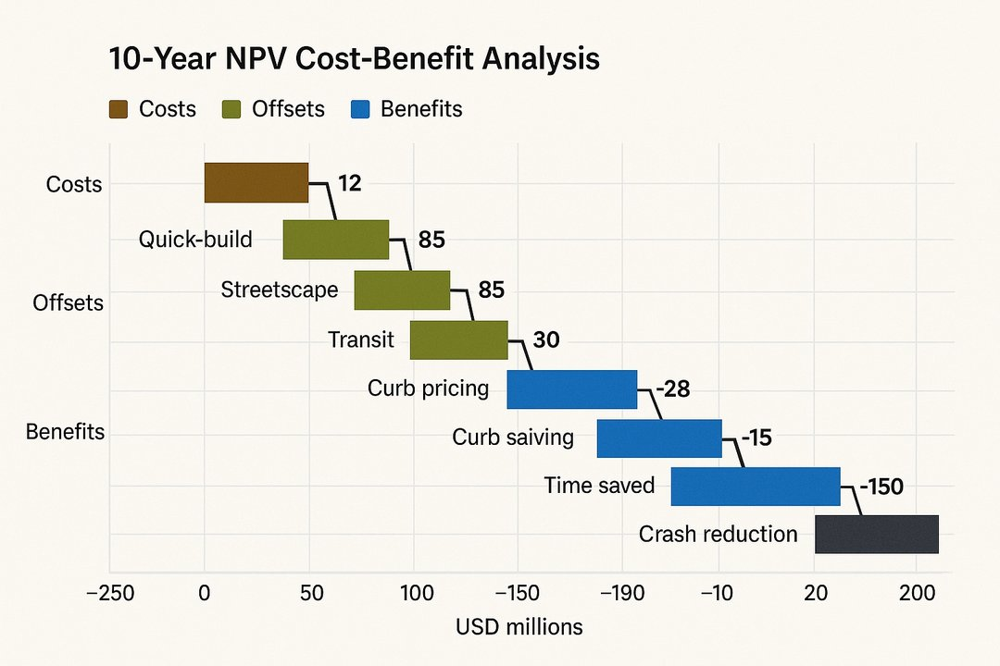 10-Year NPV Cost-Benefit Analysis
Costs Offsets Benefits
Costs 12
Quick-build 85
Streetscape 85
Offsets
Transit 30
Curb pricing -28
Benefits
Curb saiving -15
Time saved -150
Crash reduction
−250 0 50 100 −150 −190 −10 20 200
USD millions